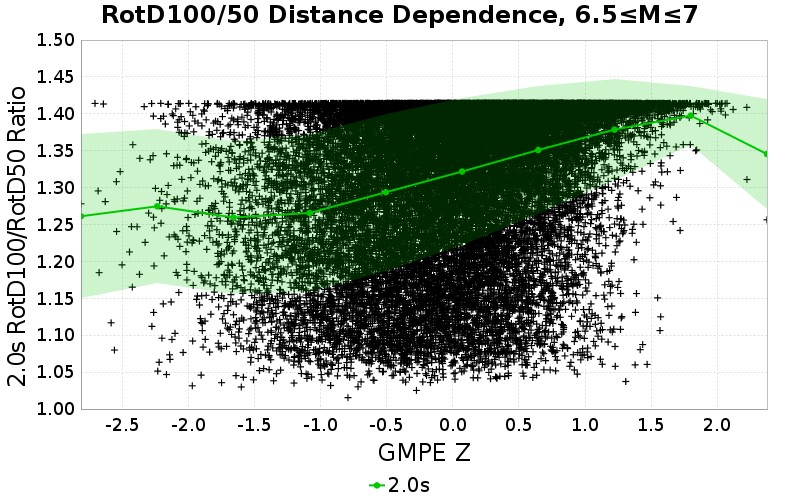 RotD100/50 Distance Dependence, 6.5≤M≤7
2.0s RotD100/RotD50 Ratio
1.50
1.45
1.40
1.35
1.30
1.25
1.20
1.15
1.10
1.05
1.00
-2.5 -2.0 -1.5 -1.0 -0.5 0.0 0.5 1.0 1.5 2.0
GMPE Z
2.0s